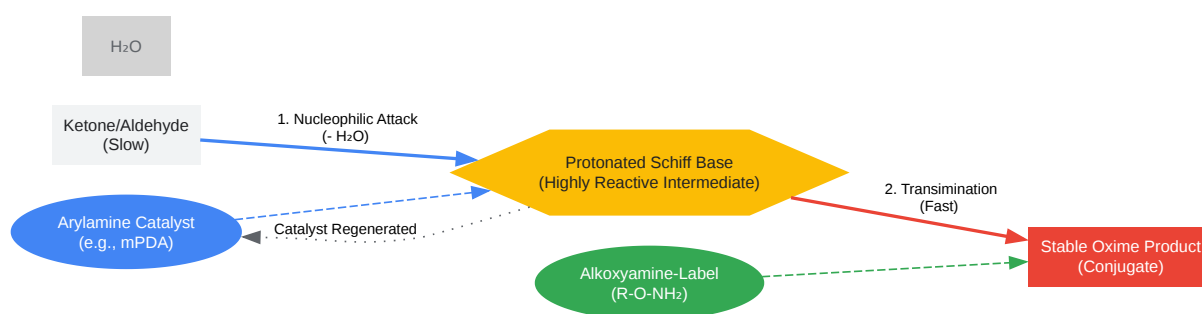 H₂O
Ketone/Aldehyde
(Slow)
1. Nucleophilic Attack
(- H₂O)
Protonated Schiff Base
(Highly Reactive Intermediate)
2. Transimination
(Fast)
Arylamine Catalyst
(e.g., mPDA)
Catalyst Regenerated
Alkoxyamine-Label
(R-O-NH₂)
Stable Oxime Product
(Conjugate)